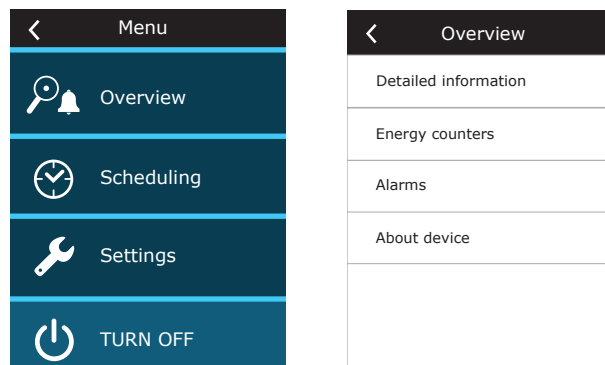 Menu
Overview
Scheduling
Settings
TURN OFF
Overview
Detailed information
Energy counters
Alarms
About device